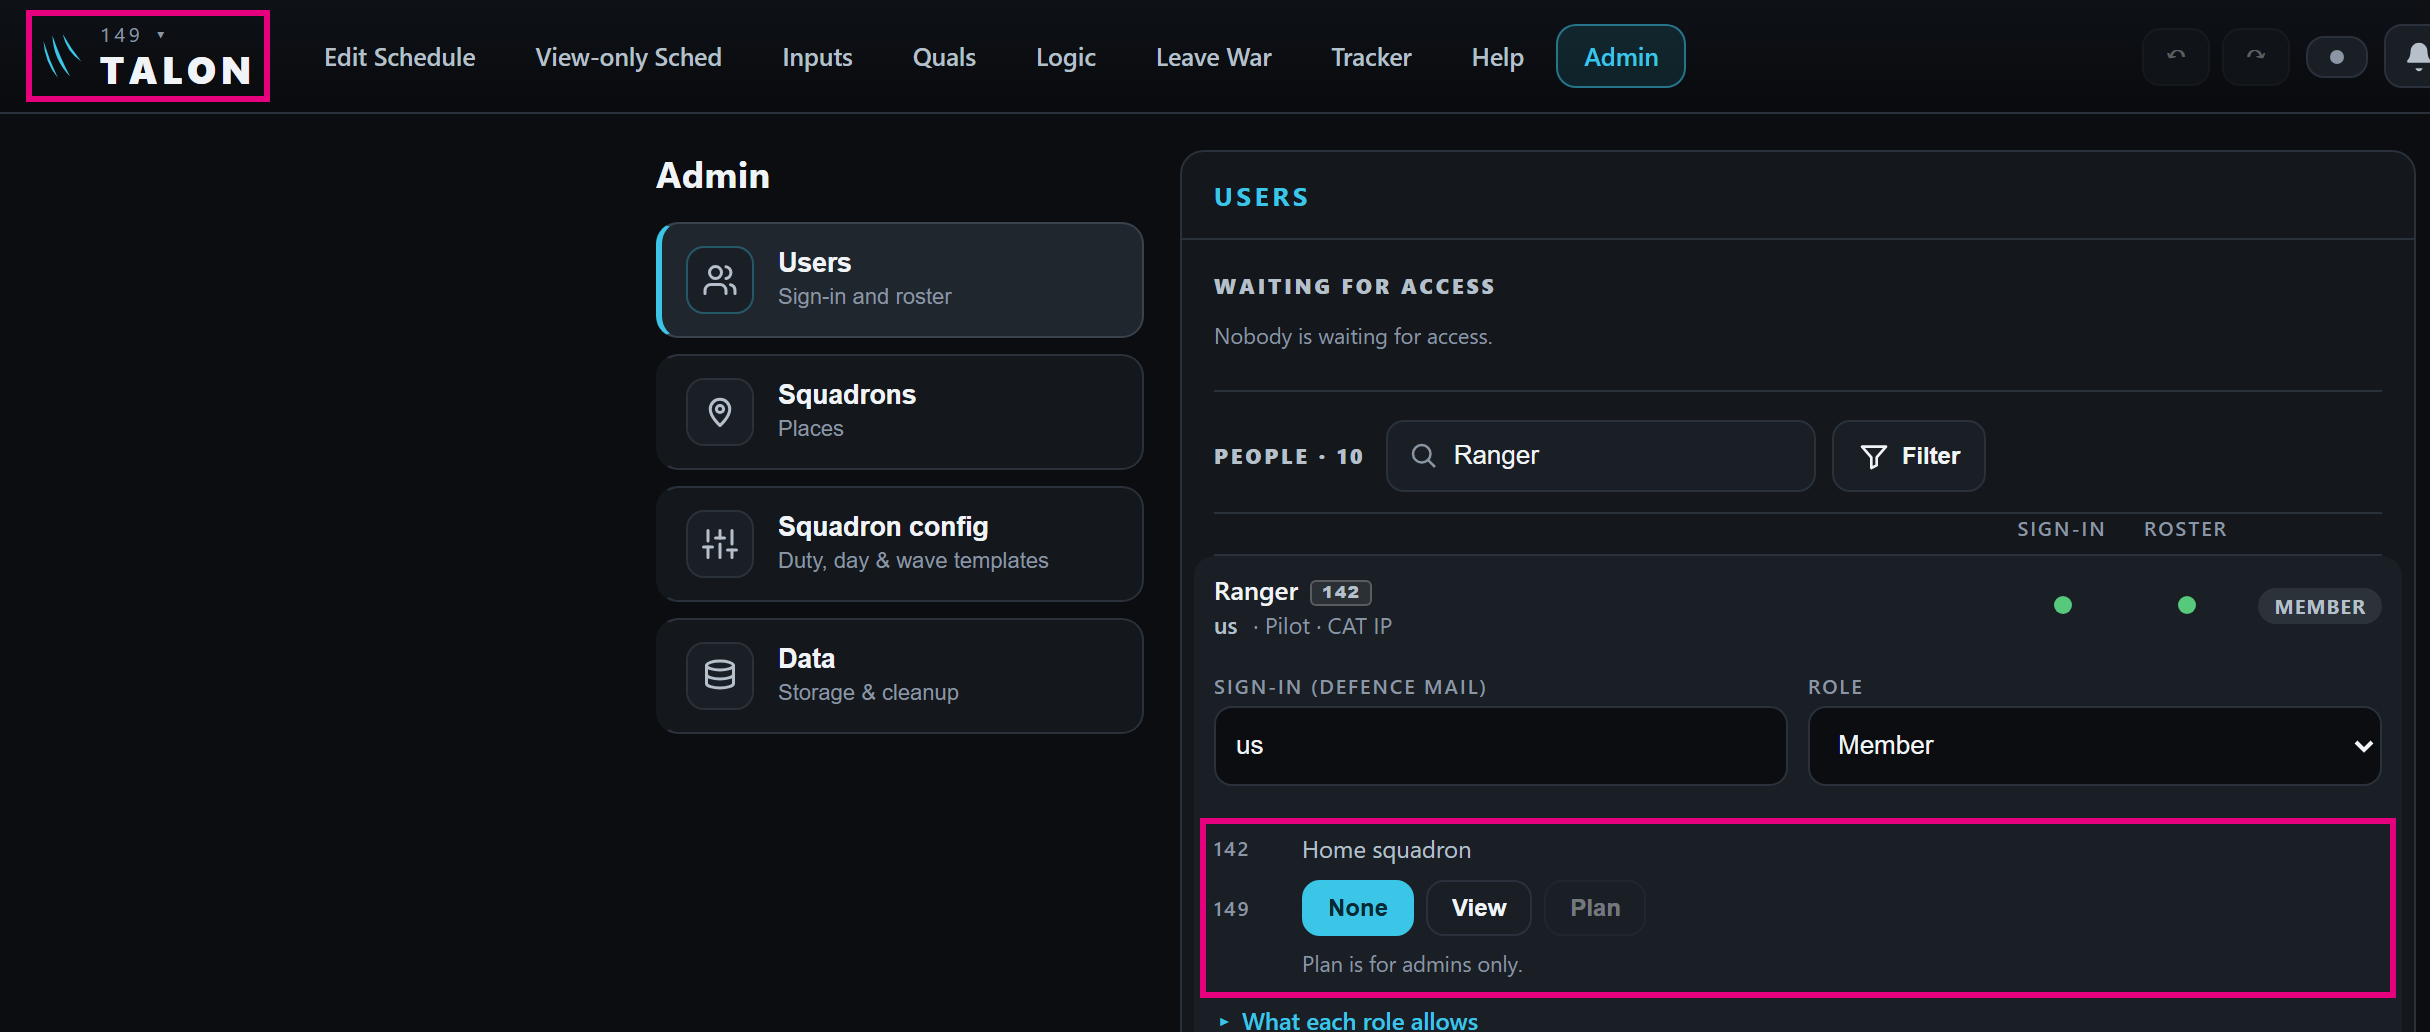 149 ▾
TALON
Edit Schedule
View-only Sched
Inputs
Quals
Logic
Leave War
Tracker
Help
Admin
Admin
Users
Sign-in and roster
Squadrons
Places
Squadron config
Duty, day & wave templates
Data
Storage & cleanup
USERS
WAITING FOR ACCESS
Nobody is waiting for access.
PEOPLE · 10
Ranger
Filter
SIGN-IN
ROSTER
Ranger 142
us · Pilot · CAT IP
MEMBER
SIGN-IN (DEFENCE MAIL)
ROLE
us
Member
142
Home squadron
149
None
View
Plan
Plan is for admins only.
▸ What each role allows